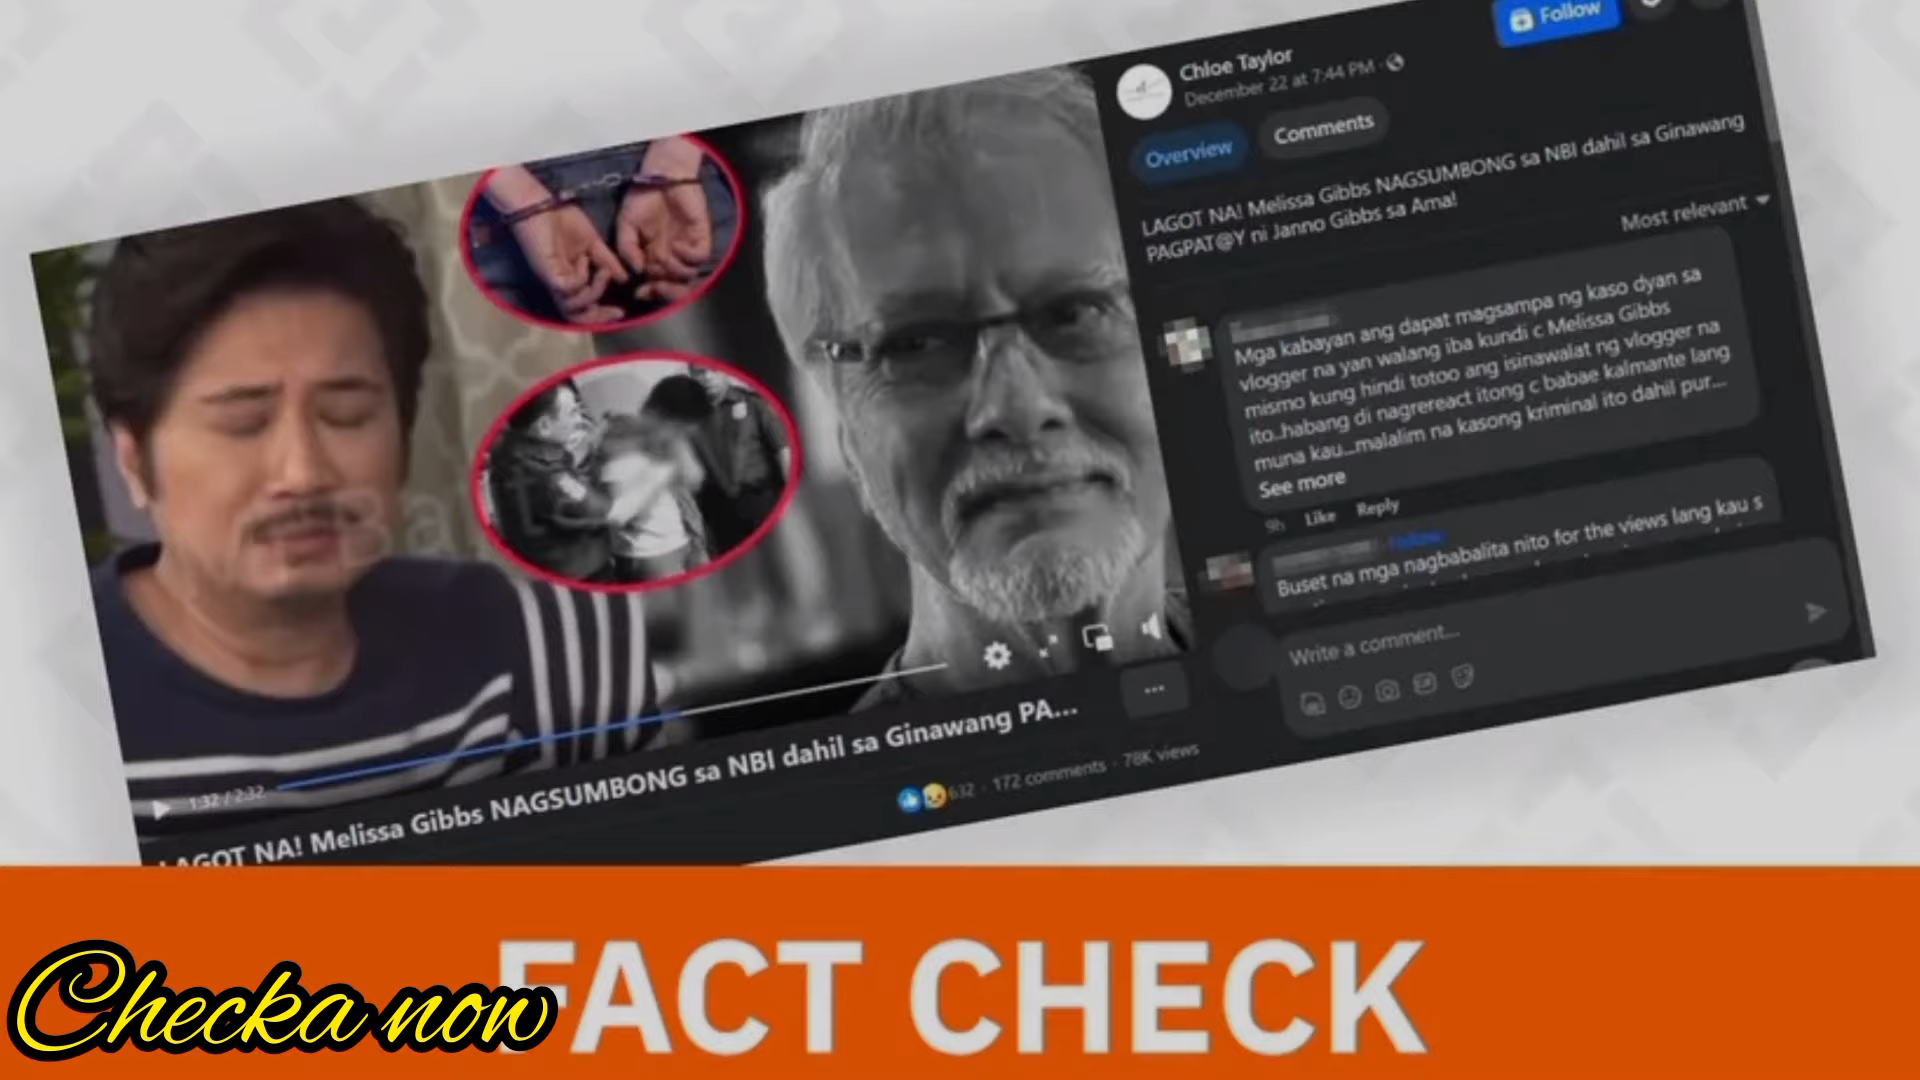 Follow
Chloe Taylor
December 22 at 7:44 PM ·
Overview
Comments
LAGOT NA! Melissa Gibbs NAGSUMBONG sa NBI dahil sa Ginawang
PAGPAT@Y ni Janno Gibbs sa Ama!
Most relevant
Mga kabayan ang dapat magsampa ng kaso dyan sa
vlogger na yan walang iba kundi c Melissa Gibbs
mismo kung hindi totoo ang isinawalat ng vlogger na
ito..habang di nagrereact itong c babae kalmante lang
muna kau...malalim na kasong kriminal ito dahil pur...
See more
9h Like Reply
Follow
Buset na mga nagbabalita nito for the views lang kau s
Write a comment...
1:32 / 2:32
LAGOT NA! Melissa Gibbs NAGSUMBONG sa NBI dahil sa Ginawang PA...
632 · 172 comments · 78K views
FACT CHECK
Checka now